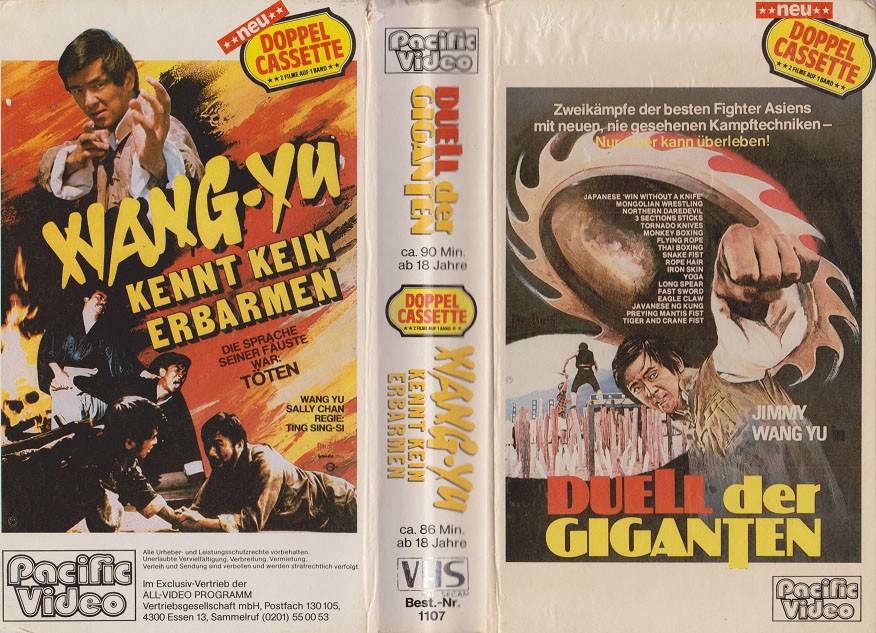 **neu**
DOPPEL
CASSETTE
** 2 FILME AUF 1 BAND **
WANG-YU
KENNT KEIN
ERBARMEN
DIE SPRACHE
SEINER FÄUSTE
WAR:
TÖTEN
WANG YU
SALLY CHAN
REGIE:
TING SING-SI
Pacific
Video
Alle Urheber- und Leistungsschutzrechte vorbehalten.
Unerlaubte Vervielfältigung, Verbreitung, Vermietung,
Verleih und Sendung sind verboten und werden strafrechtlich verfolgt.
Im Exclusiv-Vertrieb der
ALL-VIDEO PROGRAMM
Vertriebsgesellschaft mbH, Postfach 130 105,
4300 Essen 13, Sammelruf (0201) 55 00 53
Pacific
Video
DUELL der
GIGANTEN
ca. 90 Min.
ab 18 Jahre
DOPPEL
CASSETTE
** 2 FILME AUF 1 BAND **
WANG-YU
KENNT KEIN
ERBARMEN
ca. 86 Min.
ab 18 Jahre
VHS
SECAM
Best.-Nr.
1107
**neu**
DOPPEL
CASSETTE
** 2 FILME AUF 1 BAND **
Zweikämpfe der besten Fighter Asiens
mit neuen, nie gesehenen Kampftechniken –
Nur einer kann überleben!
JAPANESE "WIN WITHOUT A KNIFE"
MONGOLIAN WRESTLING
NORTHERN DAREDEVIL
3 SECTIONS STICKS
TORNADO KNIVES
MONKEY BOXING
FLYING ROPE
THAI BOXING
SNAKE FIST
ROPE HAIR
IRON SKIN
YOGA
LONG SPEAR
FAST SWORD
EAGLE CLAW
JAVANESE NG KUNG
PREYING MANTIS FIST
TIGER AND CRANE FIST
JIMMY
WANG YU in
DUELL der
GIGANTEN
Pacific
Video